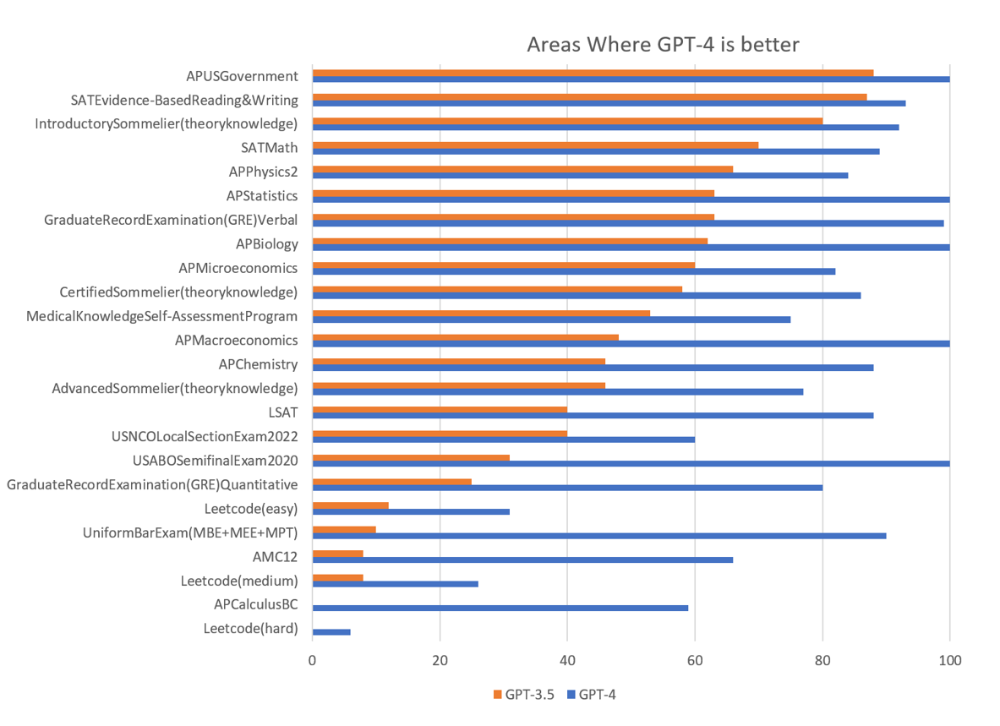 Areas Where GPT-4 is better
APUSGovernment
SATEvidence-BasedReading&Writing
IntroductorySommelier(theoryknowledge)
SATMath
APPhysics2
APStatistics
GraduateRecordExamination(GRE)Verbal
APBiology
APMicroeconomics
CertifiedSommelier(theoryknowledge)
MedicalKnowledgeSelf-AssessmentProgram
APMacroeconomics
APChemistry
AdvancedSommelier(theoryknowledge)
LSAT
USNCOLocalSectionExam2022
USABOSemifinalExam2020
GraduateRecordExamination(GRE)Quantitative
Leetcode(easy)
UniformBarExam(MBE+MEE+MPT)
AMC12
Leetcode(medium)
APCalculusBC
Leetcode(hard)
0 20 40 60 80 100
GPT-3.5 GPT-4